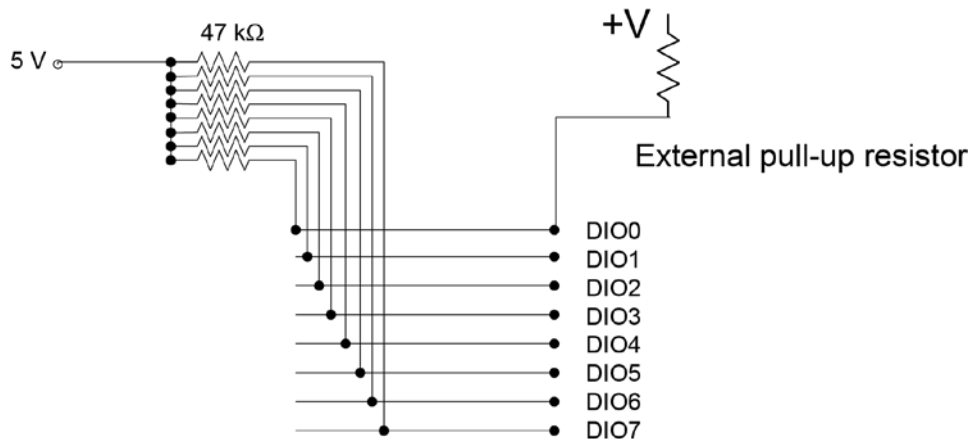 47 kΩ
5 V
+V
External pull-up resistor
DIO0
DIO1
DIO2
DIO3
DIO4
DIO5
DIO6
DIO7